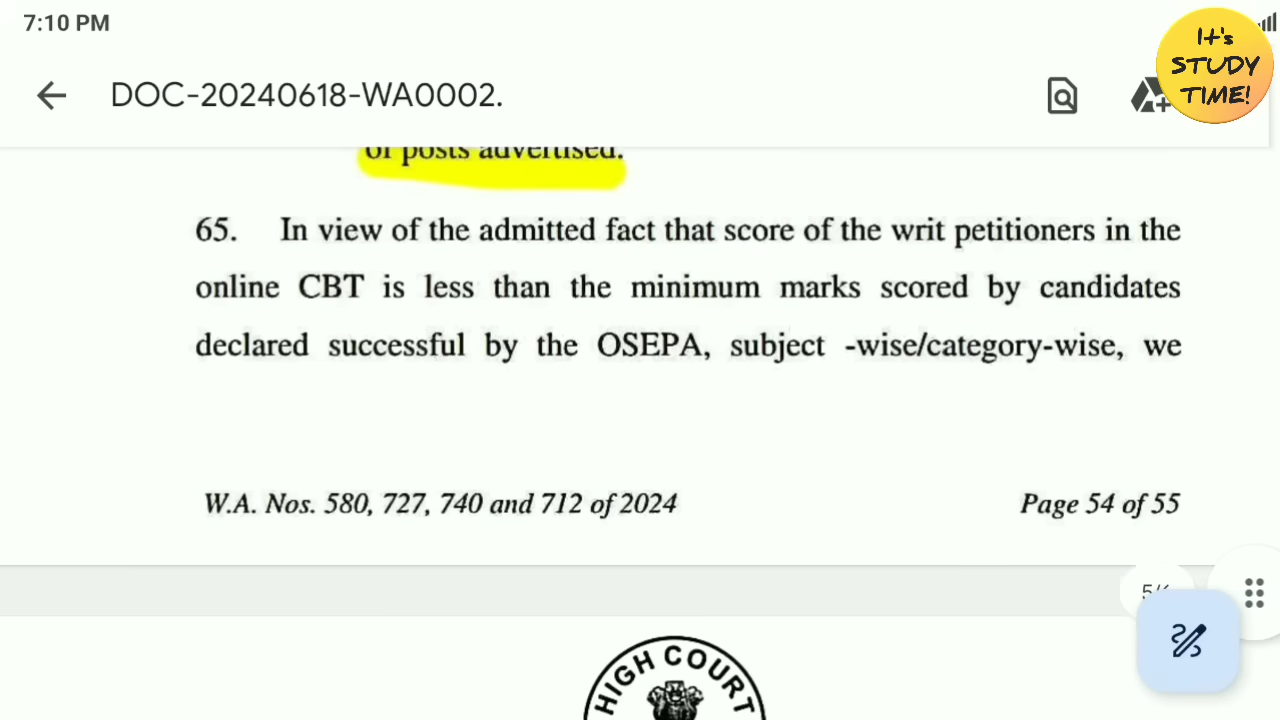 7:10 PM
It's
STUDY
TIME!
DOC-20240618-WA0002.
of posts advertised.
65. In view of the admitted fact that score of the writ petitioners in the
online CBT is less than the minimum marks scored by candidates
declared successful by the OSEPA, subject -wise/category-wise, we
W.A. Nos. 580, 727, 740 and 712 of 2024 Page 54 of 55
HIGH COURT